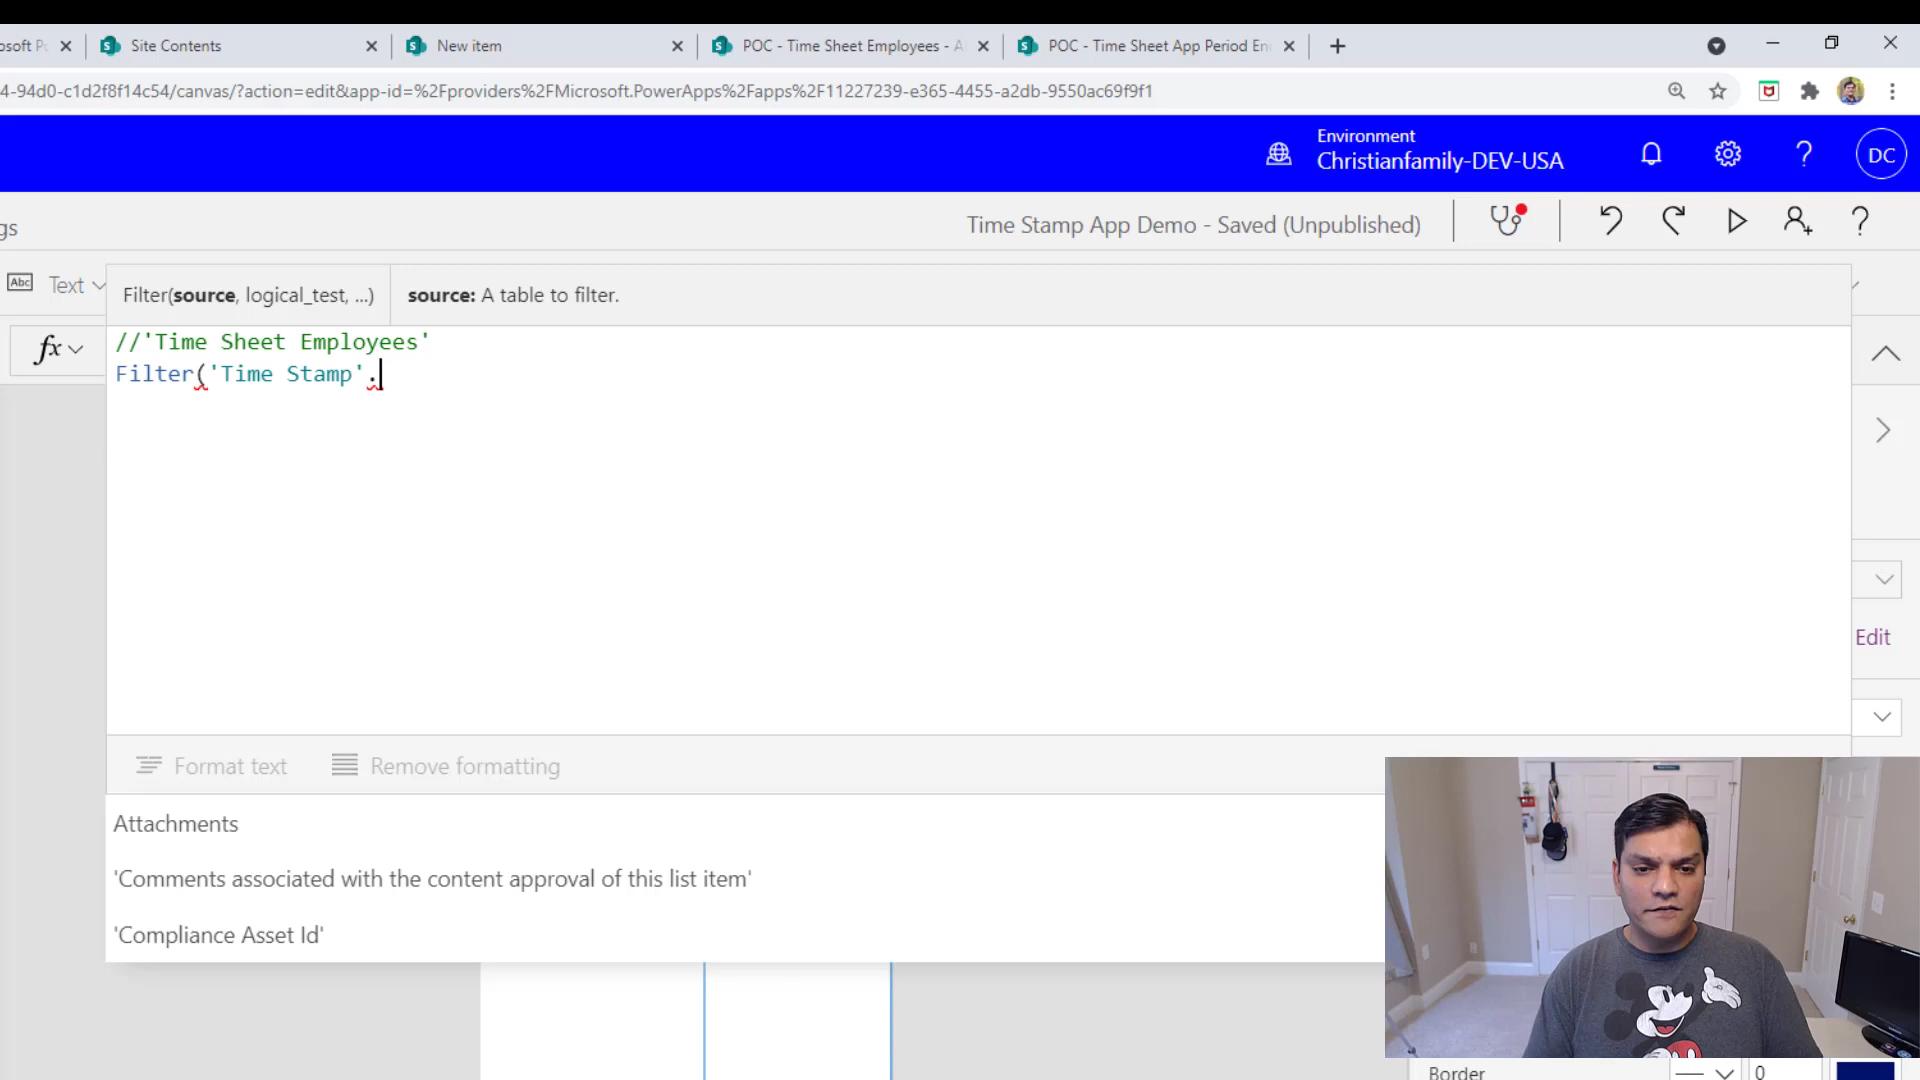 osoft Po
Site Contents
New item
POC - Time Sheet Employees - A
POC - Time Sheet App Period En
4-94d0-c1d2f8f14c54/canvas/?action=edit&app-id=%2Fproviders%2FMicrosoft.PowerApps%2Fapps%2F11227239-e365-4455-a2db-9550ac69f9f1
Environment
Christianfamily-DEV-USA
DC
gs
Time Stamp App Demo - Saved (Unpublished)
Abc Text
Filter(source, logical_test, ...)
source: A table to filter.
fx
//'Time Sheet Employees'
Filter('Time Stamp'.
Edit
Format text
Remove formatting
Attachments
'Comments associated with the content approval of this list item'
'Compliance Asset Id'
Border
0